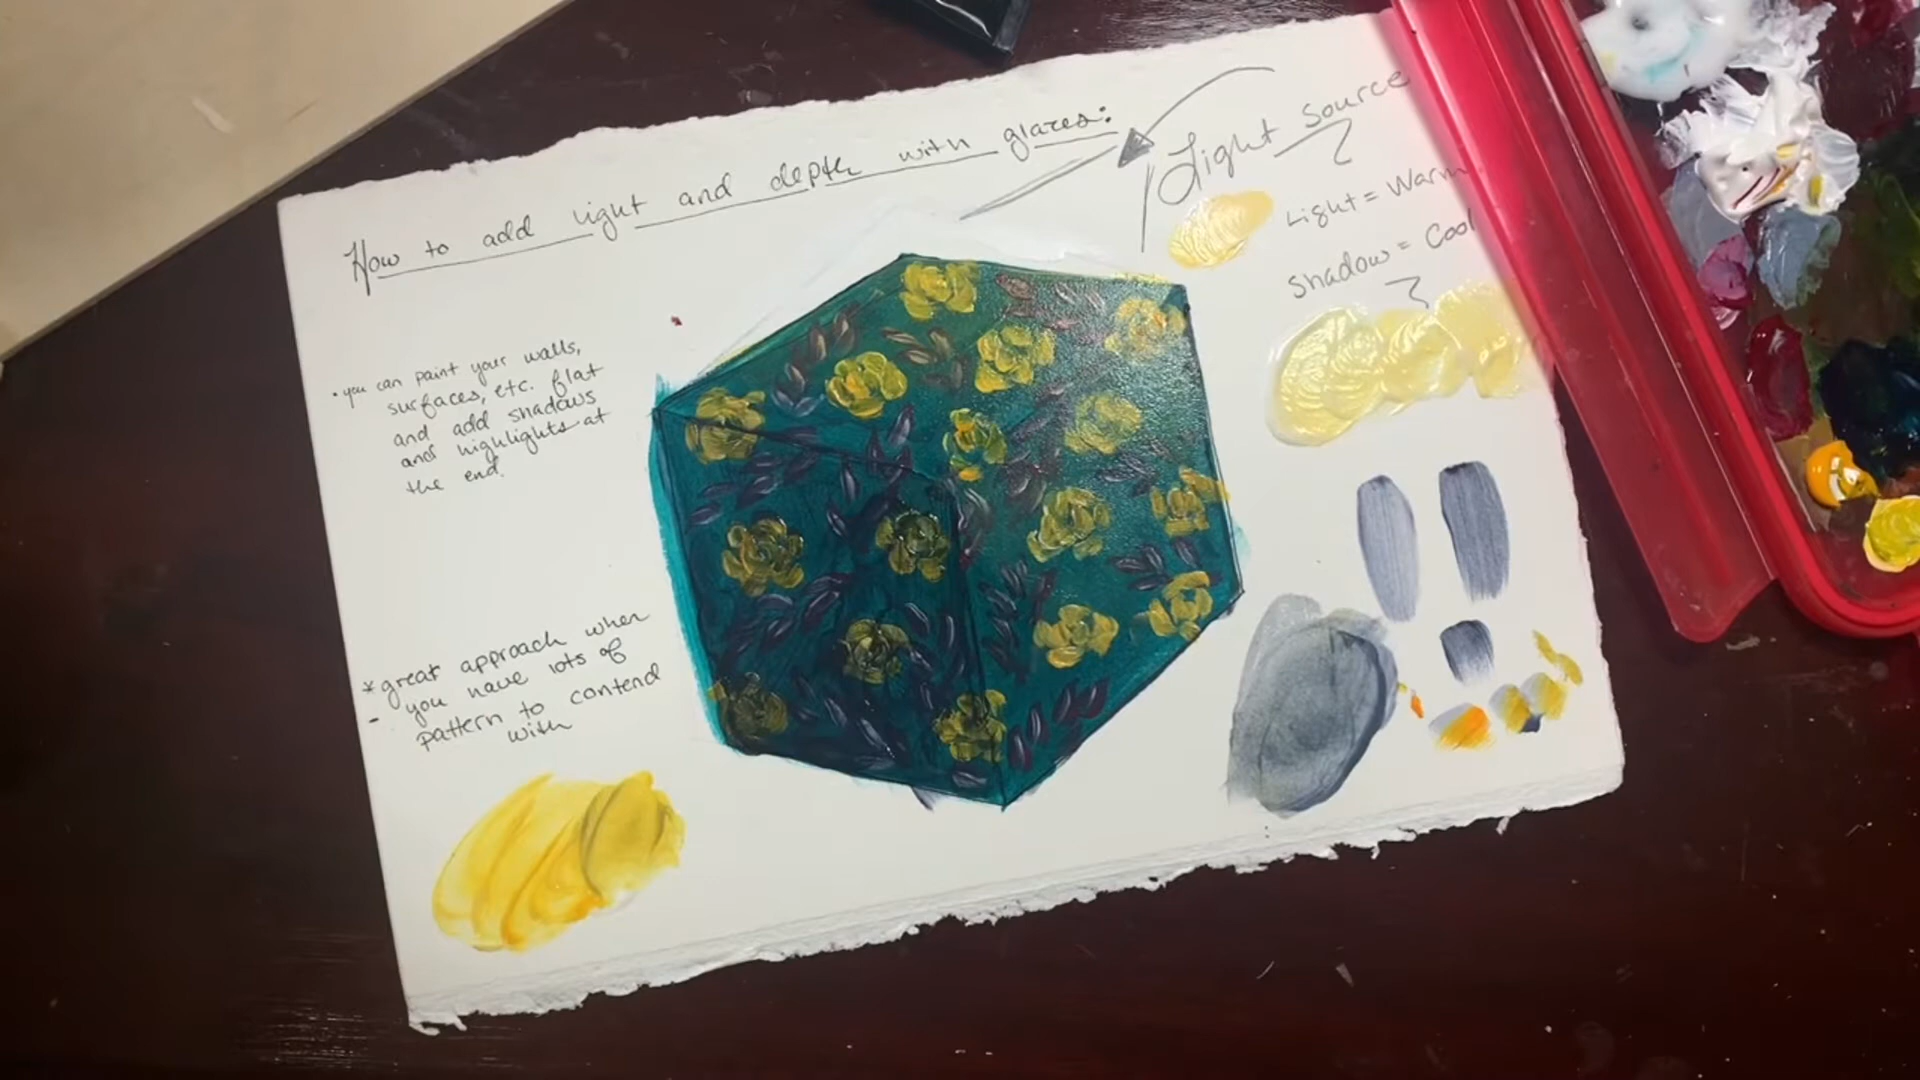 How to add light and depth with glazes:
Light Source
Light = Warm
Shadow = Cool
• you can paint your walls,
surfaces, etc. flat
and add shadows
and highlights at
the end.
* great approach when
- you have lots of
pattern to contend
with